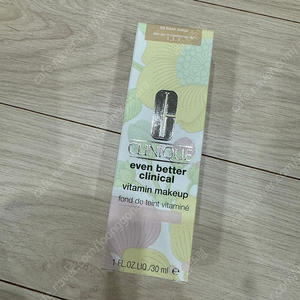 CLINIQUE
even better
clinical
vitamin makeup
fond de teint vitaminé
1 FL.OZ.LIQ./30 ml e